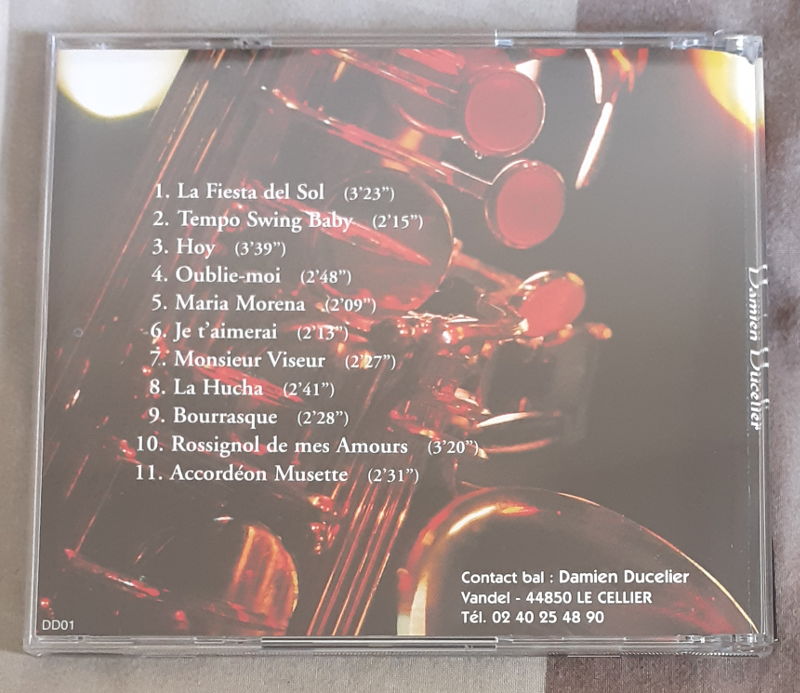 1. La Fiesta del Sol (3'23")
2. Tempo Swing Baby (2'15")
3. Hoy (3'39")
4. Oublie-moi (2'48")
5. Maria Morena (2'09")
6. Je t'aimerai (2'13")
7. Monsieur Viseur (2'27")
8. La Hucha (2'41")
9. Bourrasque (2'28")
10. Rossignol de mes Amours (3'20")
11. Accordéon Musette (2'31")
Contact bal : Damien Ducelier
Vandel - 44850 LE CELLIER
Tél. 02 40 25 48 90
DD01
Damien Ducelier